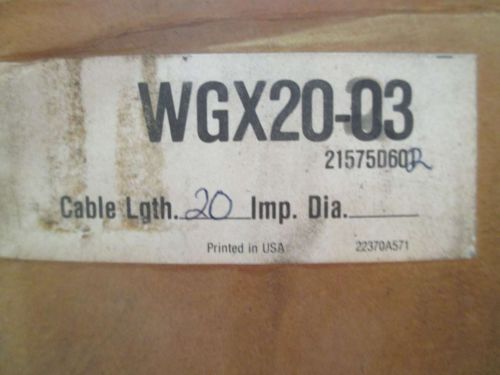 WGX20-03
21575D60R
Cable Lgth. 20 Imp. Dia.
Printed in USA 22370A571